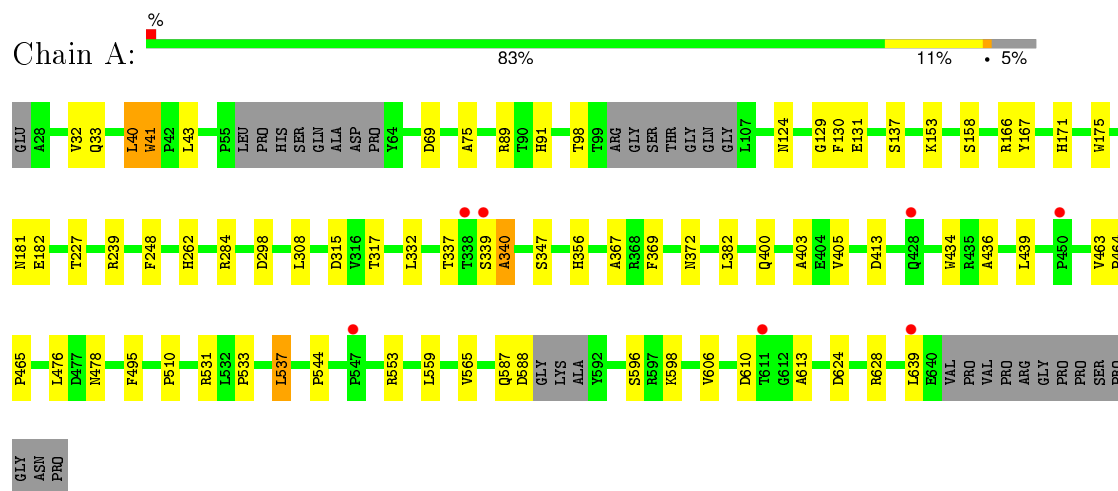 %
Chain A:
83% 11% • 5%
GLU A28 V32 Q33 L40 W41 P42 L43 P55 LEU PRO HIS SER GLN ALA ASP PRO Y64 D69 A75 R89 T90 H91 T98 T99 ARG GLY SER THR GLY GLN GLY L107 N124 G129 F130 E131 S137 K153 S158 R166 Y167 H171 W175
N181 E182 T227 R239 F248 H262 R284 D298 L308 D315 V316 T317 L332 T337 T338 S339 A340 S347 H356 A367 R368 F369 N372 L382 Q400 A403 E404 V405 D413 Q428 W434 R435 A436 L439 P450 V463 P464
P465 L476 D477 N478 F495 P510 R531 L532 P533 L537 P544 P547 R553 L559 V565 Q587 D588 GLY LYS ALA Y592 S596 R597 K598 V606 D610 T611 G612 A613 D624 R628 L639 E640 VAL PRO VAL PRO ARG GLY PRO PRO SER PRO
GLY ASN PRO